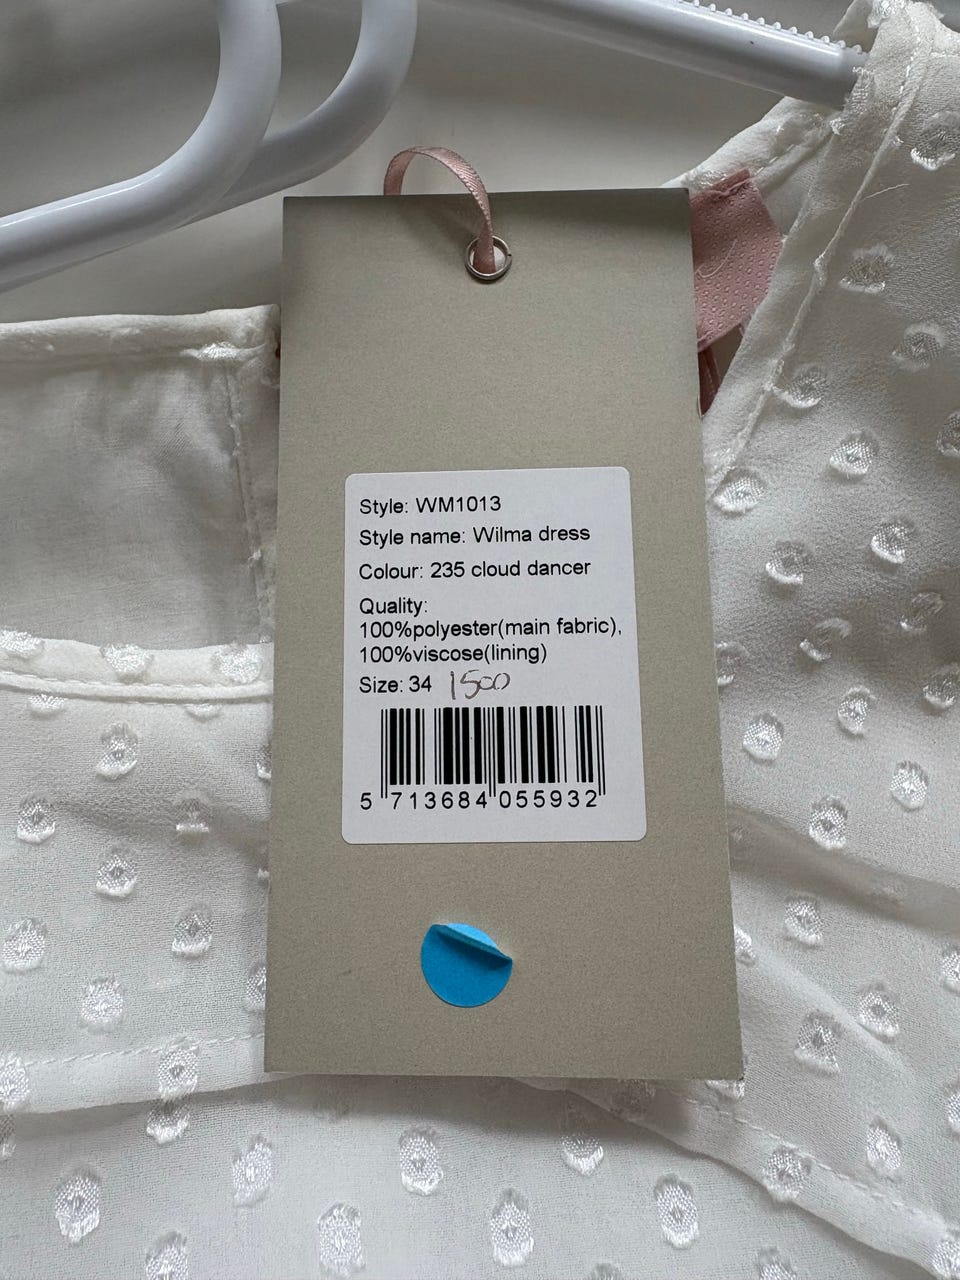 Style: WM1013
Style name: Wilma dress
Colour: 235 cloud dancer
Quality:
100%polyester(main fabric),
100%viscose(lining)
Size: 34 1500
5 713684 055932